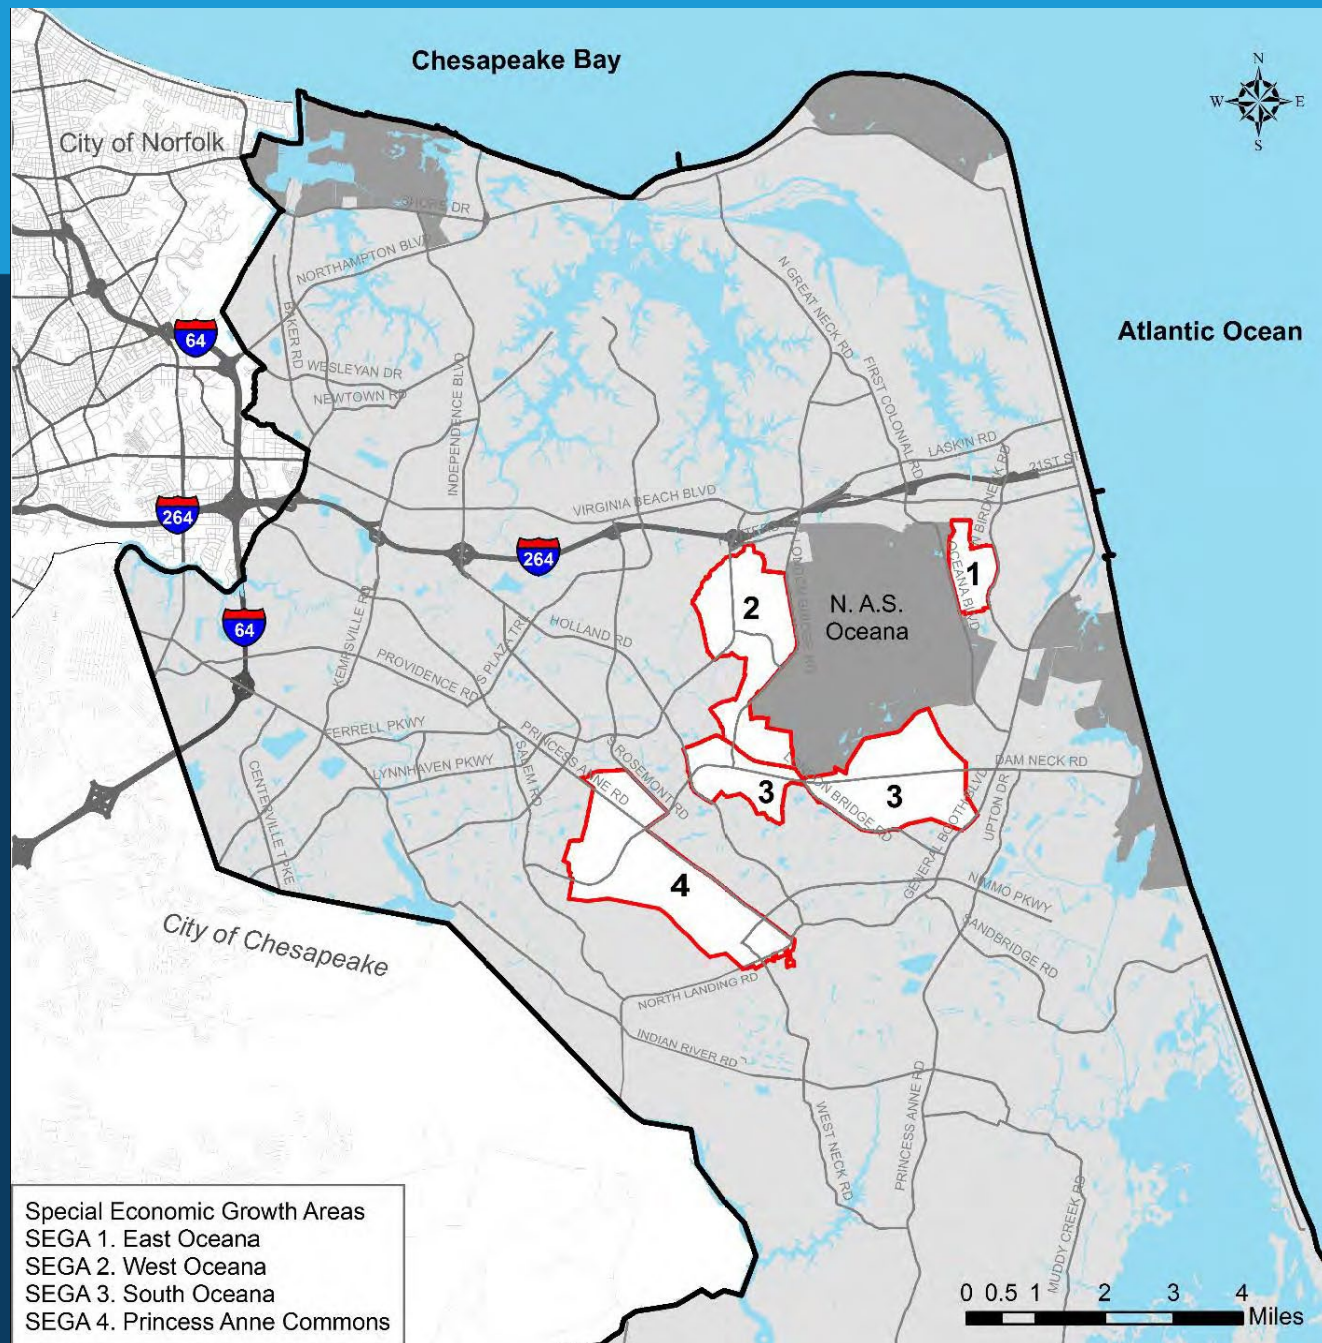 Chesapeake Bay
N
W E
S
City of Norfolk
SHORE DR
NORTHAMPTON BLVD
N GREAT NECK RD
BAKER RD
64
Atlantic Ocean
WESLEYAN DR
NEWTOWN RD
INDEPENDENCE BLVD
FIRST COLONIAL RD
LASKIN RD
BIRDNECK RD
21ST ST
VIRGINIA BEACH BLVD
264
264
OCEANA BLVD
1
2
N. A.S.
Oceana
64
KEMPSVILLE RD
HOLLAND RD
S PLAZA TRL
PROVIDENCE RD
FERRELL PKWY
PRINCESS ANNE RD
S ROSEMONT RD
LYNNHAVEN PKWY
SALEM RD
CENTERVILLE TPKE
DAM NECK RD
3
3
GENERAL BOOTH BLVD
UPTON DR
4
NIMMO PKWY
SANDBRIDGE RD
City of Chesapeake
NORTH LANDING RD
INDIAN RIVER RD
WEST NECK RD
PRINCESS ANNE RD
MUDDY CREEK RD
Special Economic Growth Areas
SEGA 1. East Oceana
SEGA 2. West Oceana
SEGA 3. South Oceana
SEGA 4. Princess Anne Commons
0 0.5 1 2 3 4
Miles